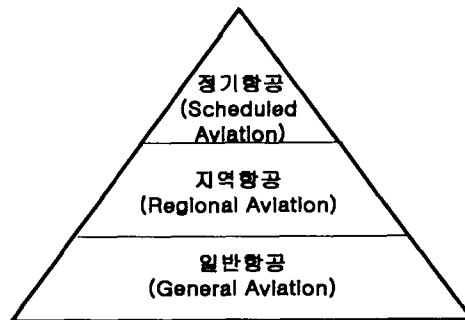 정기항공
(Scheduled
Aviation)
지역항공
(Regional Aviation)
일반항공
(General Aviation)